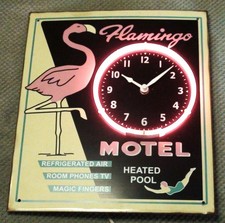 Flamingo
MOTEL
REFRIGERATED AIR
ROOM PHONES TV
MAGIC FINGERS
HEATED
POOL